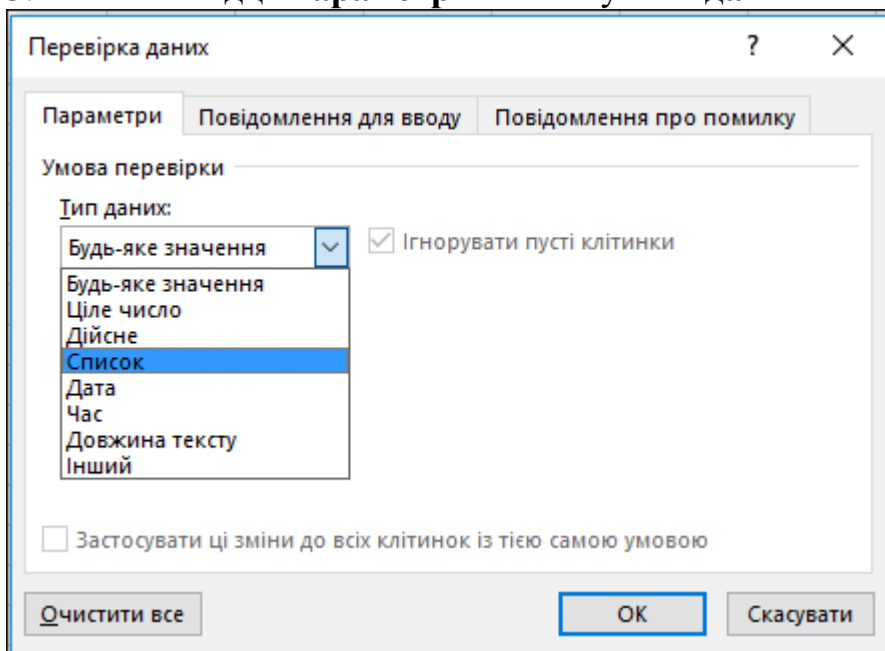 Перевірка даних ? ×
Параметри Повідомлення для вводу Повідомлення про помилку
Умова перевірки
Тип даних:
Будь-яке значення Ігнорувати пусті клітинки
Будь-яке значення
Ціле число
Дійсне
Список
Дата
Час
Довжина тексту
Інший
Застосувати ці зміни до всіх клітинок із тією самою умовою
Очистити все ОК Скасувати